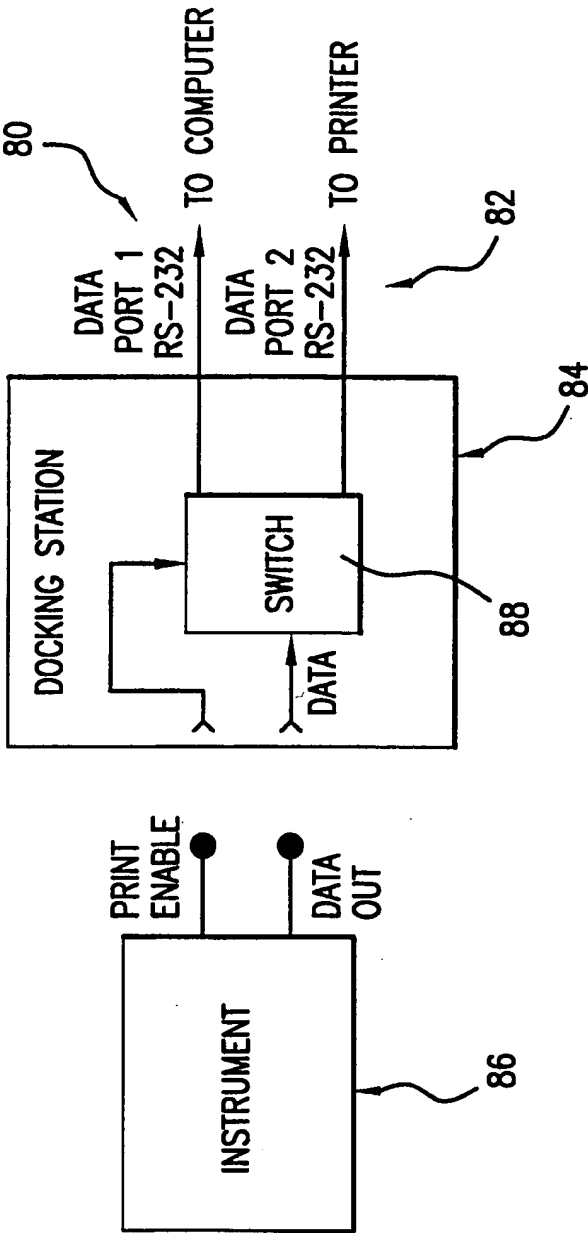 80
DATA
PORT 1
RS-232
TO COMPUTER
DATA
PORT 2
RS-232
TO PRINTER
82
84
DOCKING STATION
SWITCH
88
DATA
PRINT
ENABLE
DATA
OUT
INSTRUMENT
86